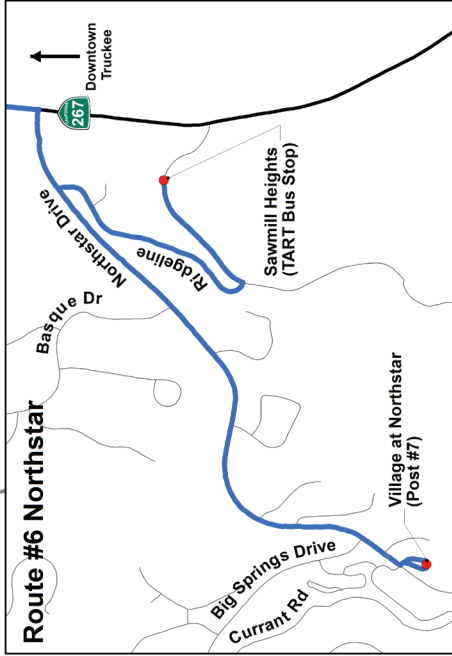 Downtown
Truckee
267
Northstar Drive
Ridgeline
Sawmill Heights
(TART Bus Stop)
Basque Dr
Route #6 Northstar
Village at Northstar
(Post #7)
Big Springs Drive
Currant Rd